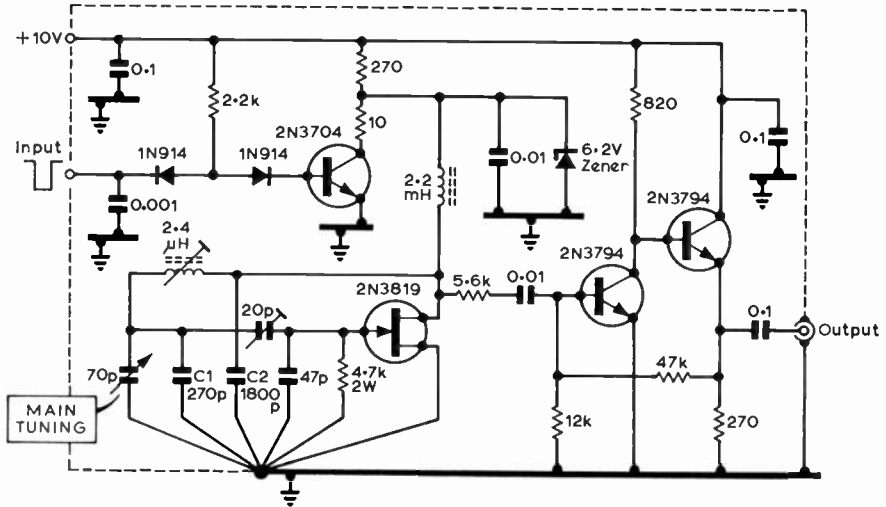 +10V
0·1
2·2k
270
10
820
2N3704
0·01
6·2V
Zener
0·1
Input
1N914
1N914
2·2
mH
0·001
2N3794
2·4
μH
2N3794
5·6k
0·01
20p
2N3819
0·1
Output
70p
C1
270p
C2
1800
p
47p
4·7k
2W
47k
MAIN
TUNING
12k
270